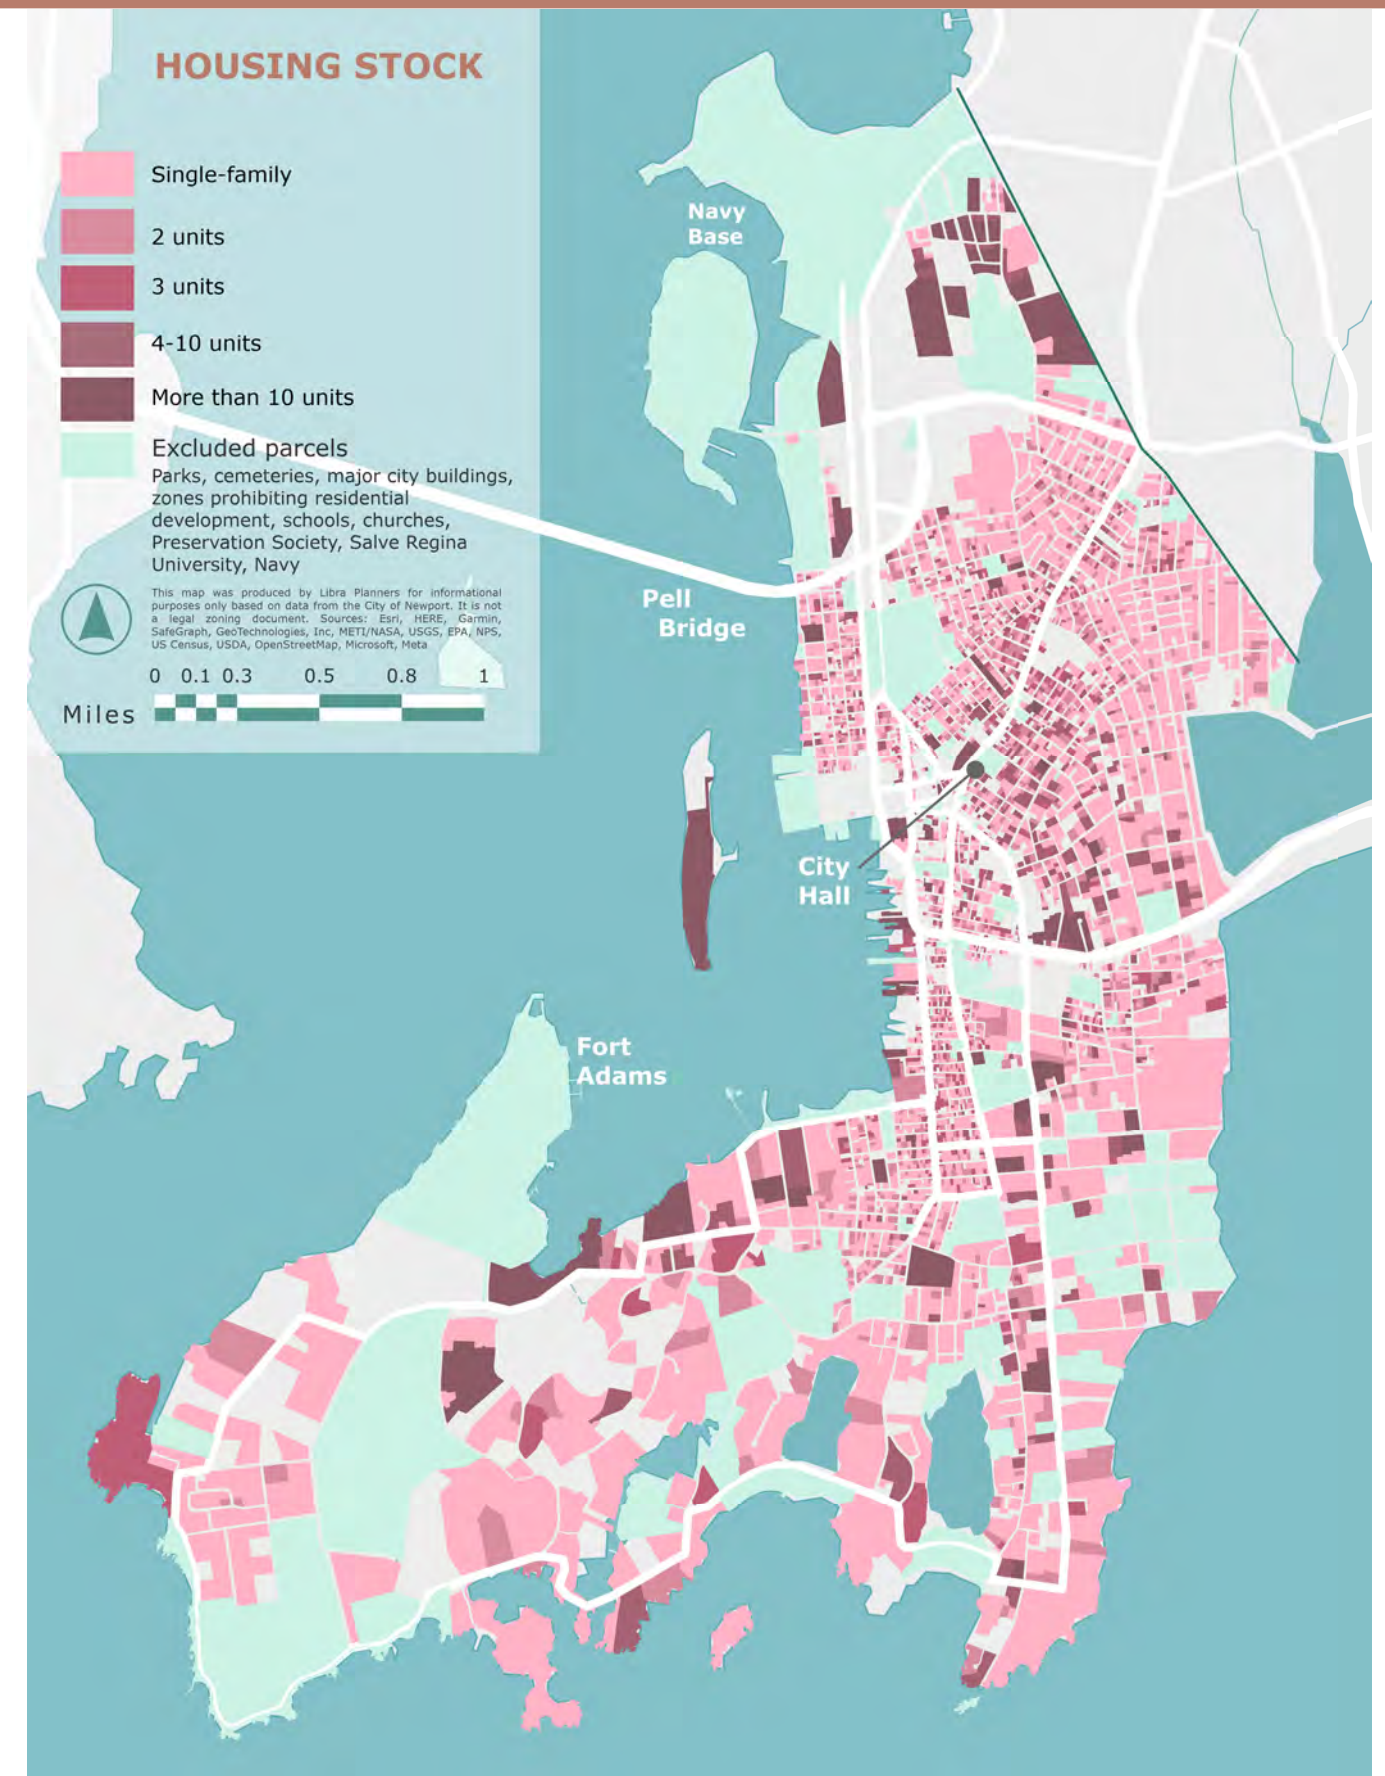 HOUSING STOCK
Single-family
2 units
3 units
4-10 units
More than 10 units
Excluded parcels
Parks, cemeteries, major city buildings,
zones prohibiting residential
development, schools, churches,
Preservation Society, Salve Regina
University, Navy
This map was produced by Libra Planners for informational
purposes only based on data from the City of Newport. It is not
a legal zoning document. Sources: Esri, HERE, Garmin,
SafeGraph, GeoTechnologies, Inc, METI/NASA, USGS, EPA, NPS,
US Census, USDA, OpenStreetMap, Microsoft, Meta
0 0.1 0.3 0.5 0.8 1
Miles
Navy
Base
Pell
Bridge
City
Hall
Fort
Adams